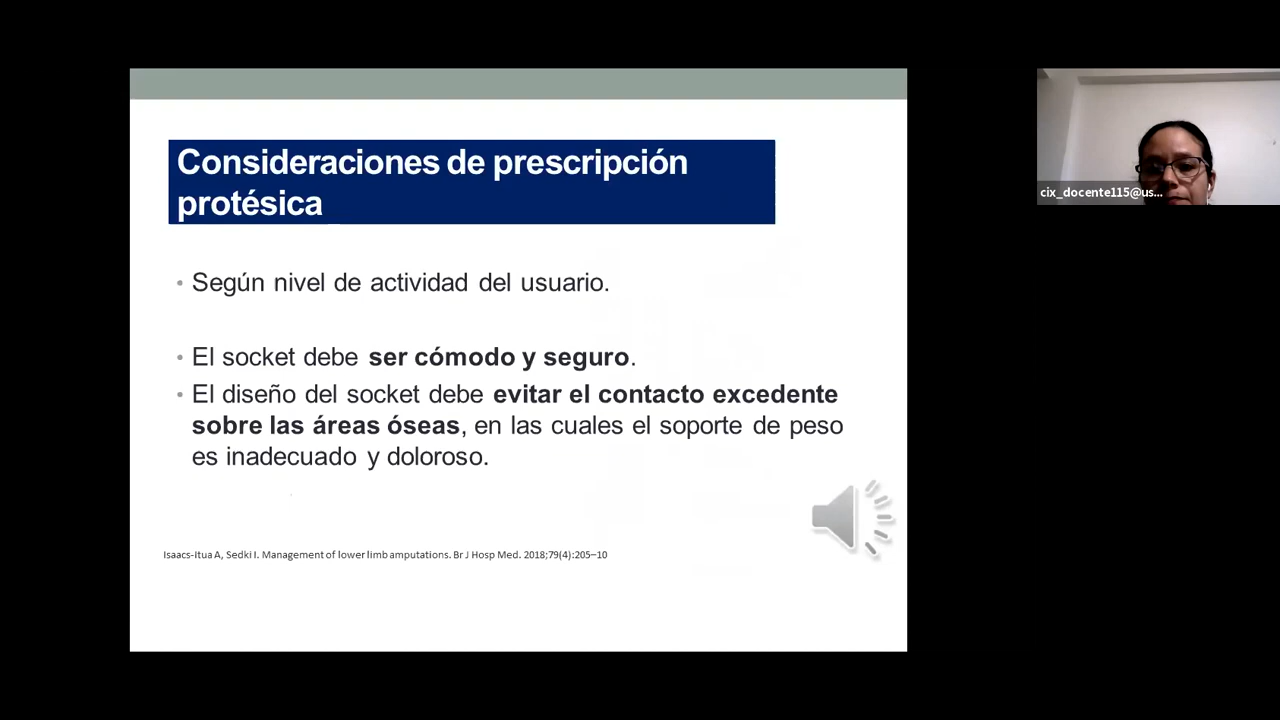 Consideraciones de prescripción
protésica
• Según nivel de actividad del usuario.
• El socket debe ser cómodo y seguro.
• El diseño del socket debe evitar el contacto excedente
sobre las áreas óseas, en las cuales el soporte de peso
es inadecuado y doloroso.
Isaacs-Itua A, Sedki I. Management of lower limb amputations. Br J Hosp Med. 2018;79(4):205–10
cix_docente115@us...